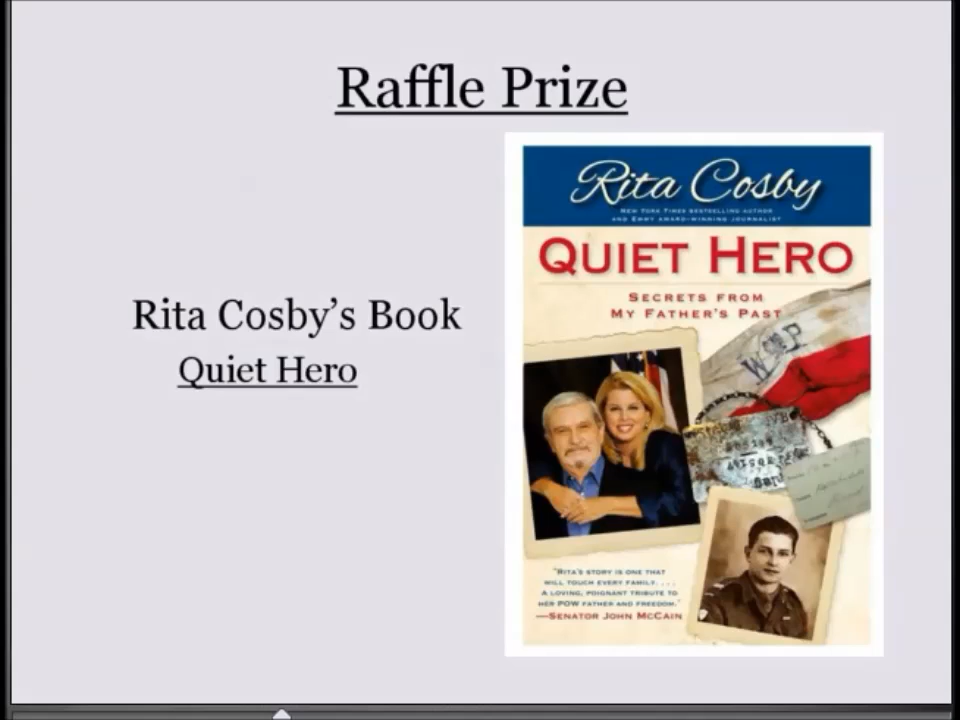 Raffle Prize
Rita Cosby's Book
Quiet Hero
Rita Cosby
New York Times bestselling author
and Emmy award-winning journalist
QUIET HERO
SECRETS FROM
MY FATHER'S PAST
W P
"RITA'S STORY IS ONE THAT
WILL TOUCH EVERY FAMILY. . . .
A LOVING, POIGNANT TRIBUTE TO
HER POW FATHER AND FREEDOM."
—SENATOR JOHN MCCAIN